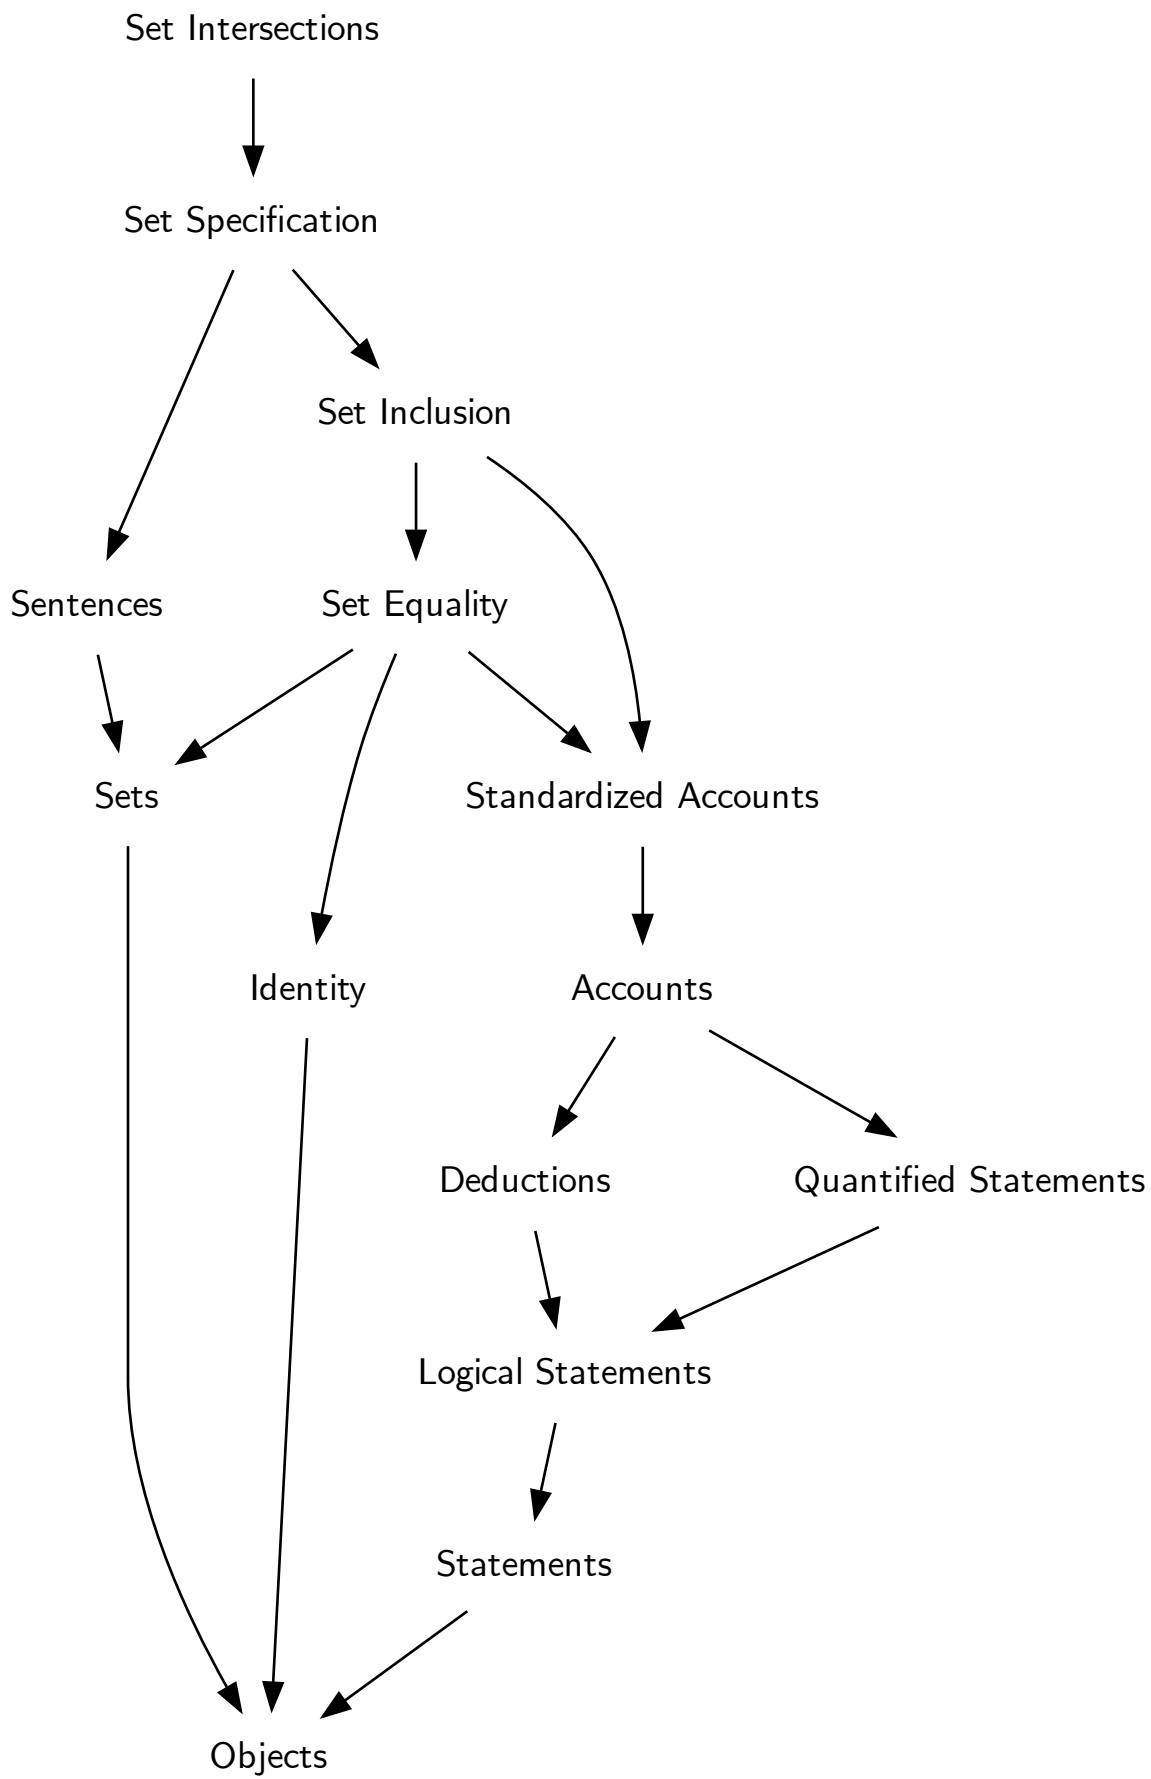 Set Intersections
Set Specification
Set Inclusion
Sentences
Set Equality
Sets
Standardized Accounts
Identity
Accounts
Deductions
Quantified Statements
Logical Statements
Statements
Objects